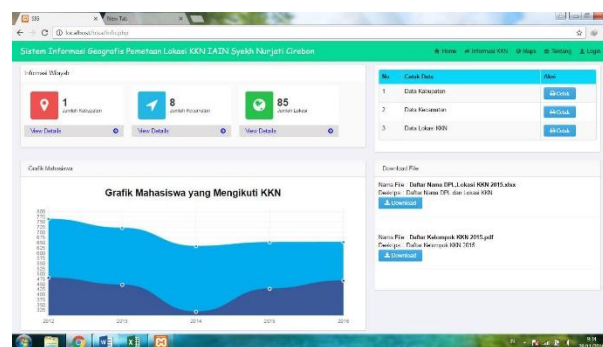 SIG
New Tab
localhost/
Sistem Informasi Geografis Pemetaan Lokasi KKN IAIN Syekh Nurjati Cirebon
Home Informasi KKN Maps Tentang Login
Informasi Wilayah
1
Jumlah Kabupaten
8
Jumlah Kecamatan
85
Jumlah Lokasi
View Details
View Details
View Details
No Cetak Data Aksi
1 Data Kabupaten Cetak
2 Data Kecamatan Cetak
3 Data Lokasi KKN Cetak
Grafik Mahasiswa
Grafik Mahasiswa yang Mengikuti KKN
2012 2013 2014 2015 2016
Download File
Nama File : Daftar Nama DPL,Lokasi KKN 2015.xlsx
Deskripsi : Daftar Nama DPL dan Lokasi KKN
Download
Nama File : Daftar Kelompok KKN 2015.pdf
Deskripsi : Daftar Kelompok KKN 2015
Download